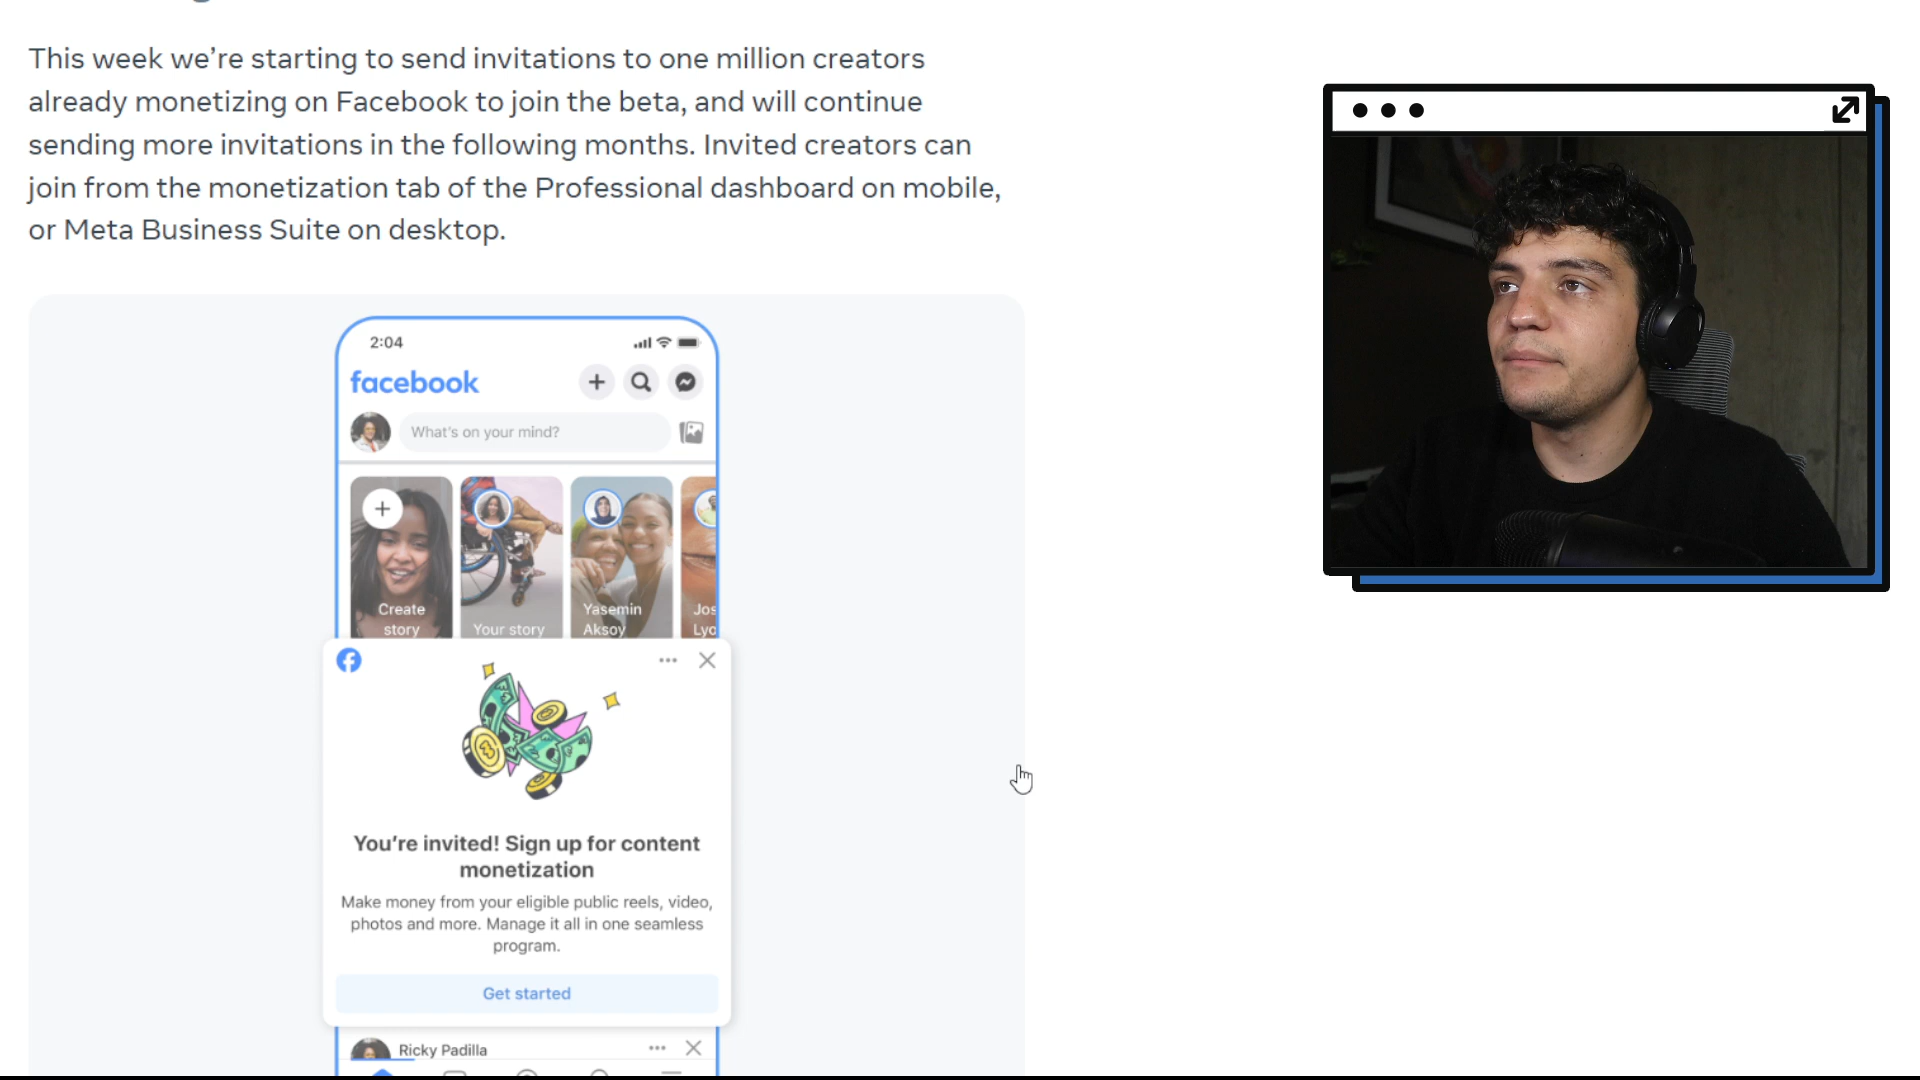 This week we're starting to send invitations to one million creators
already monetizing on Facebook to join the beta, and will continue
sending more invitations in the following months. Invited creators can
join from the monetization tab of the Professional dashboard on mobile,
or Meta Business Suite on desktop.
2:04
facebook
What's on your mind?
Create
story
Your story
Yasemin
Aksoy
Jos
Lyo
You're invited! Sign up for content
monetization
Make money from your eligible public reels, video,
photos and more. Manage it all in one seamless
program.
Get started
Ricky Padilla